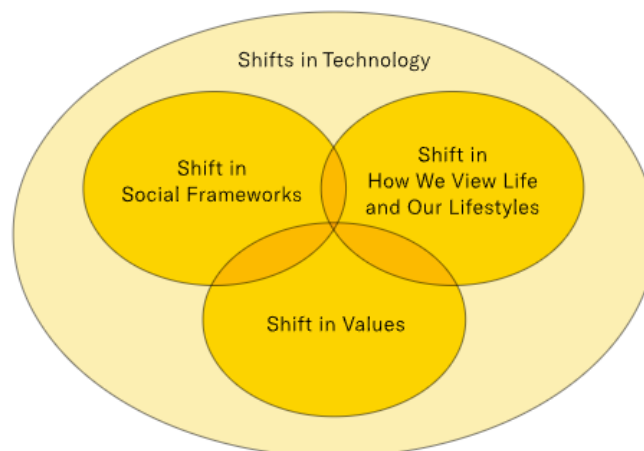 Shifts in Technology
Shift in
Social Frameworks
Shift in
How We View Life
and Our Lifestyles
Shift in Values